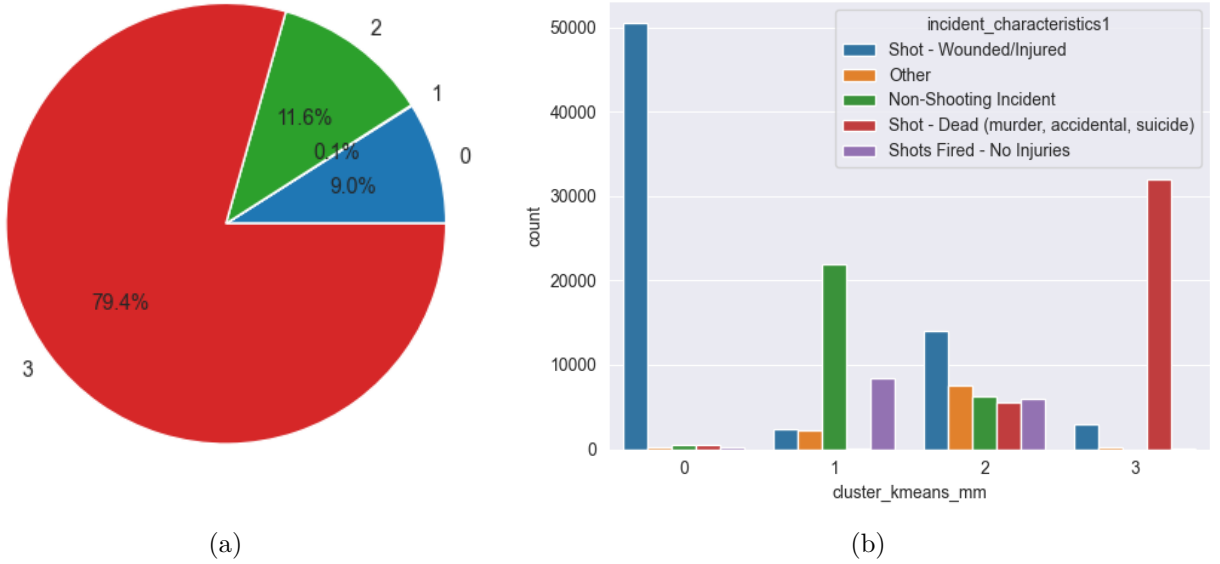 2
1
0
11.6%
0.1%
9.0%
79.4%
3
(a)
incident_characteristics1
Shot - Wounded/Injured
Other
Non-Shooting Incident
Shot - Dead (murder, accidental, suicide)
Shots Fired - No Injuries
50000
40000
30000
20000
10000
0
count
0 1 2 3
cluster_kmeans_mm
(b)